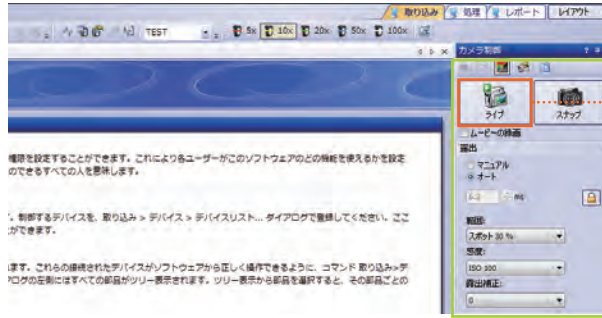 取り込み 処理 レポート レイアウト
TEST 5x 10x 20x 50x 100x
カメラ制御
ライブ スナップ
ムービーの録画
露出
マニュアル
オート
ms
範囲:
スポット 30 %
感度:
ISO 100
露出補正:
0
権限を設定することができます。これにより各ユーザーがこのソフトウェアのどの機能を使えるかを設定
のできるすべての人を意味します。
。制御するデバイスを、取り込み > デバイス > デバイスリスト... ダイアログで登録してください。ここ
ができます。
ます。これらの接続されたデバイスがソフトウェアから正しく操作できるように、コマンド 取り込み>デ
アログの左側にはすべての部品がツリー表示されます。ツリー表示から部品を選択すると、その部品ごとの